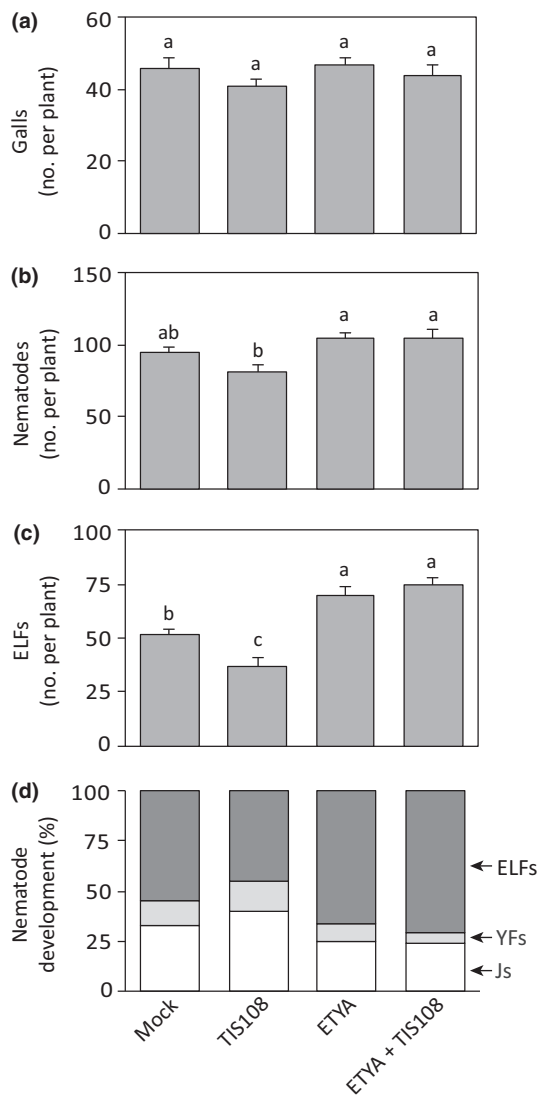 (a)
Galls
(no. per plant)
60
40
20
0
a a a a
(b)
Nematodes
(no. per plant)
150
100
50
0
ab b a a
(c)
ELFs
(no. per plant)
100
75
50
25
0
b c a a
(d)
Nematode
development (%)
100
75
50
25
0
ELFs
YFs
Js
Mock
TIS108
ETYA
ETYA + TIS108